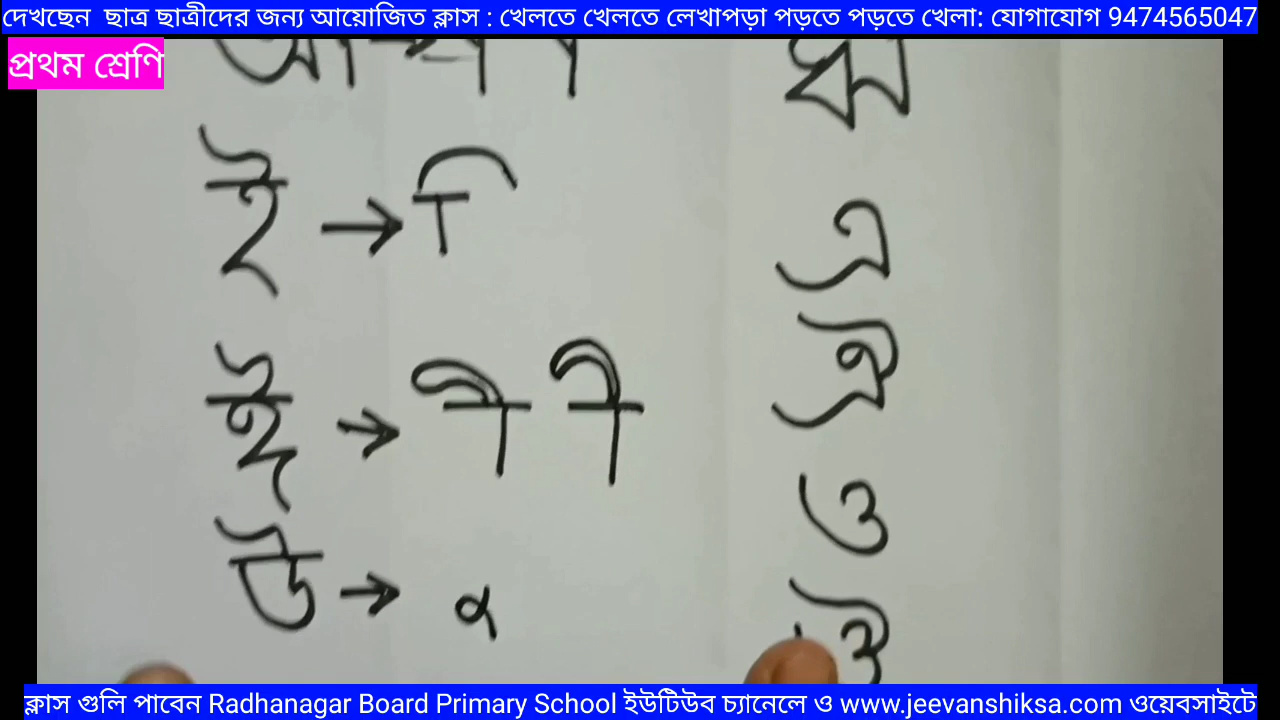 দেখছেন ছাত্র ছাত্রীদের জন্য আয়োজিত ক্লাস : খেলতে খেলতে লেখাপড়া পড়তে পড়তে খেলা: যোগাযোগ 9474565047
প্রথম শ্রেণি
আ → া া
ই → ি
ঈ → ী ী
উ → ু
ঋ
এ
ঐ
ও
ঔ
ক্লাস গুলি পাবেন Radhanagar Board Primary School ইউটিউব চ্যানেলে ও www.jeevanshiksa.com ওয়েবসাইটে